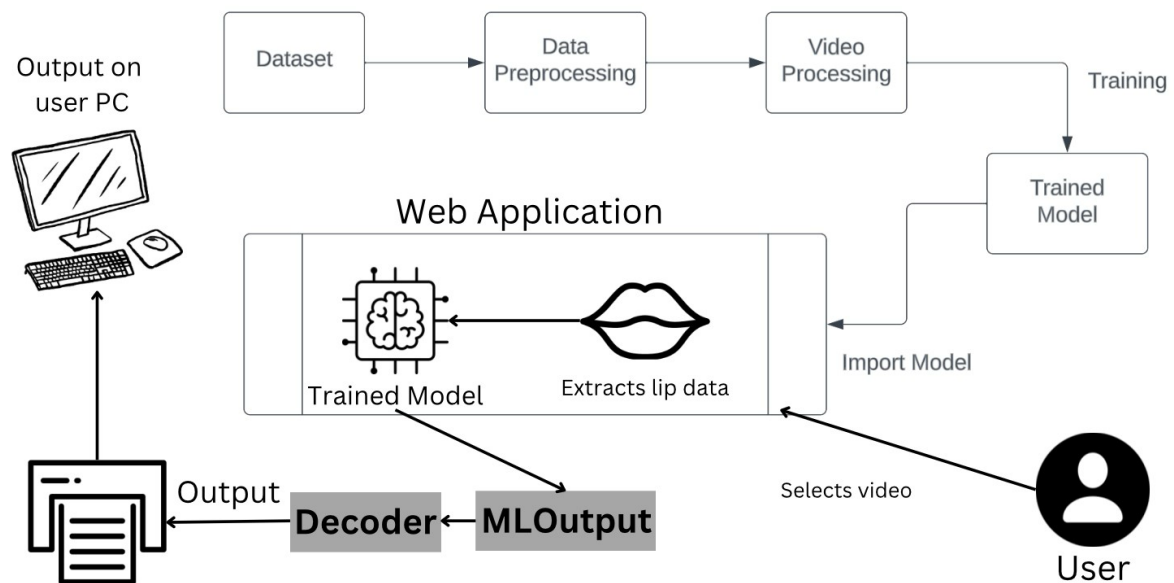 Dataset
Data
Preprocessing
Video
Processing
Training
Output on
user PC
Trained
Model
Web Application
Import Model
Trained Model
Extracts lip data
Selects video
Output
Decoder
MLOutput
User